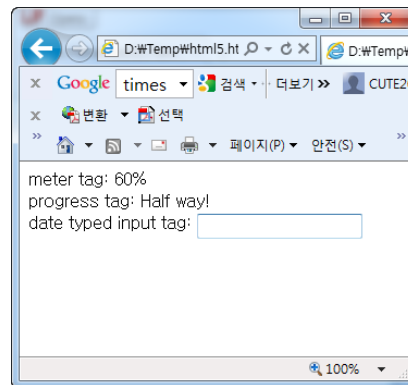 D:₩Temp₩html5.ht
D:₩Temp₩
x Google times 검색 더보기 » CUTE2
x 변환 선택
» 페이지(P) 안전(S) »
meter tag: 60%
progress tag: Half way!
date typed input tag:
100%